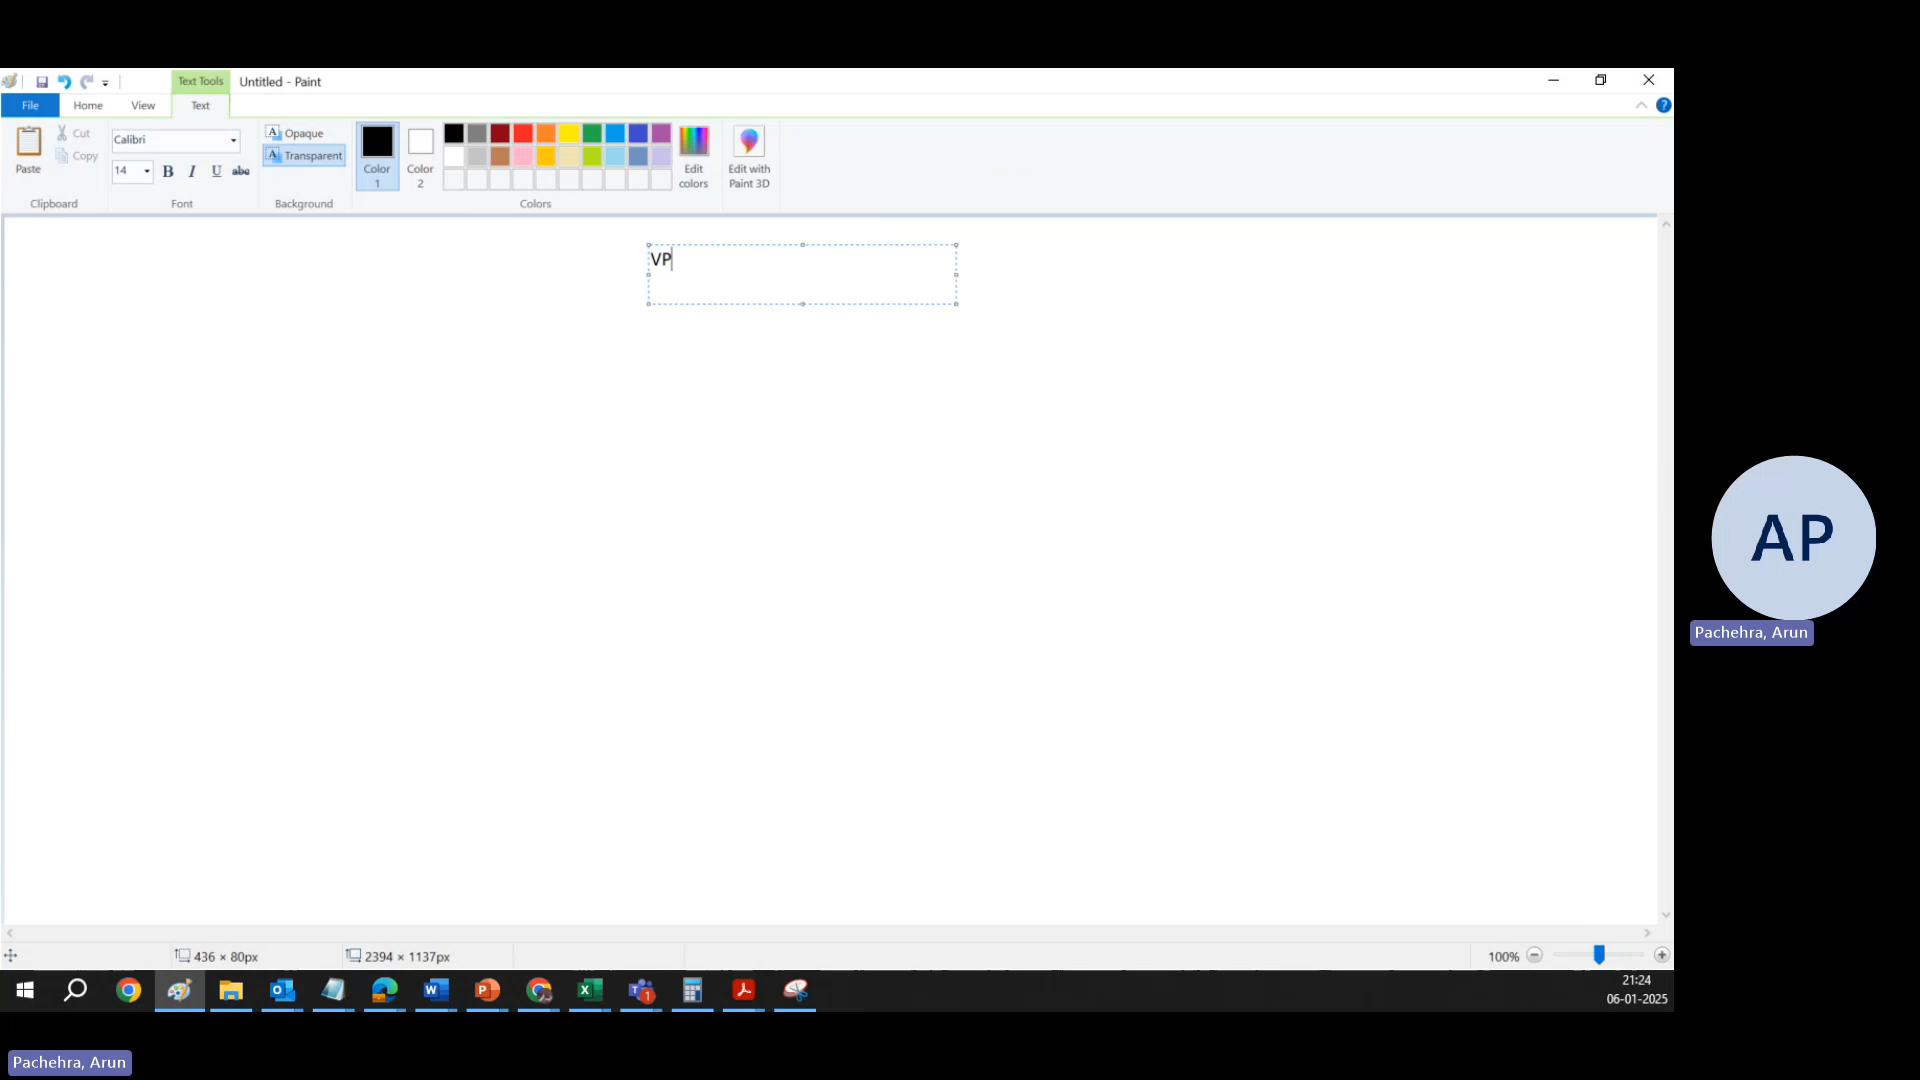 Text Tools
Untitled - Paint
File
Home
View
Text
Paste
Cut
Copy
Clipboard
Calibri
14
B
I
U
abc
Font
Opaque
Transparent
Background
Color
1
Color
2
Colors
Edit
colors
Edit with
Paint 3D
VP
AP
Pachehra, Arun
436 × 80px
2394 × 1137px
100%
21:24
06-01-2025
Pachehra, Arun